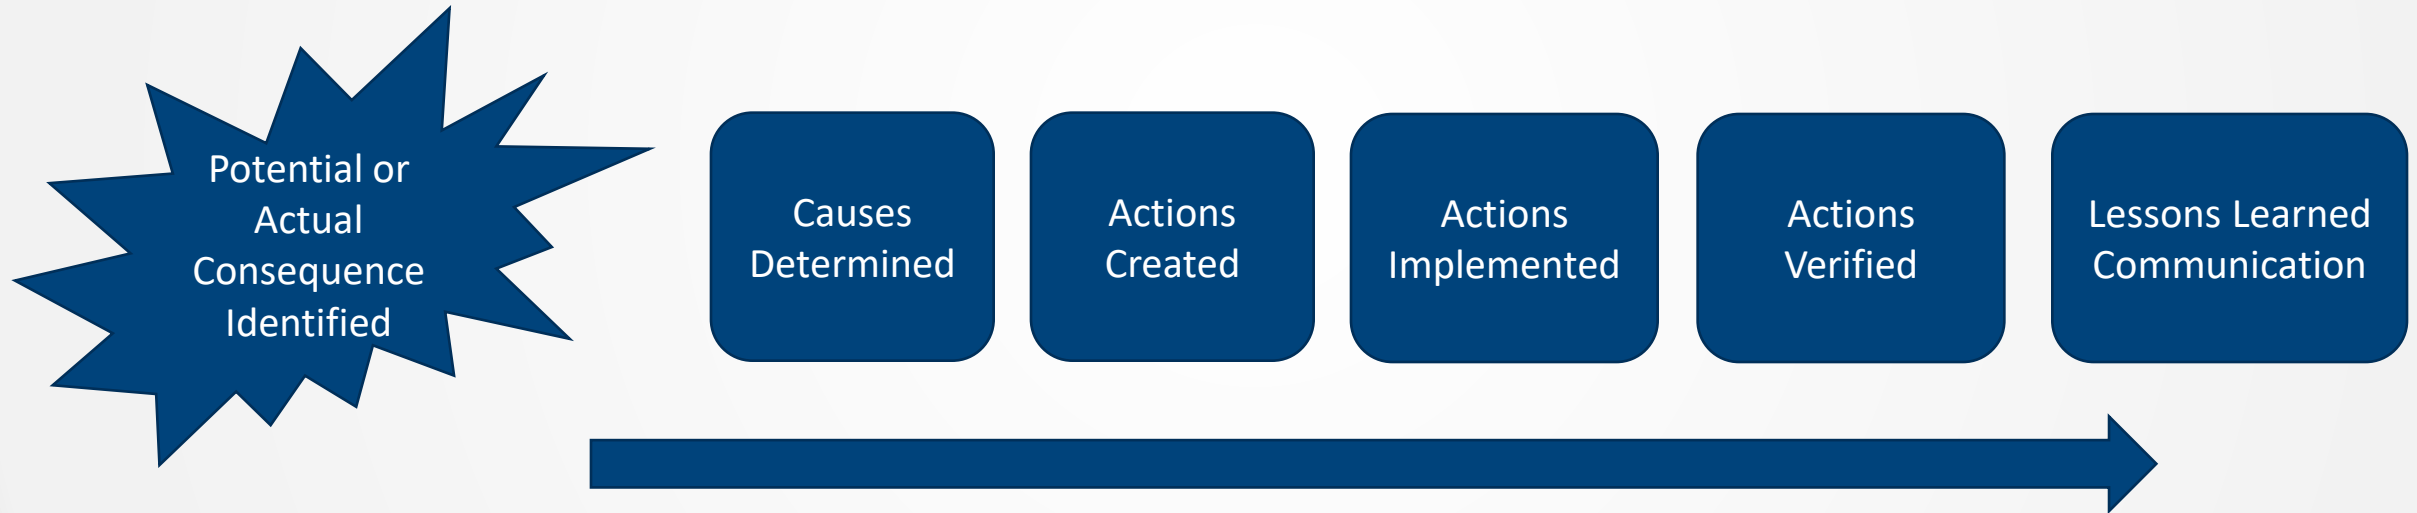 Potential or
Actual
Consequence
Identified
Causes
Determined
Actions
Created
Actions
Implemented
Actions
Verified
Lessons Learned
Communication